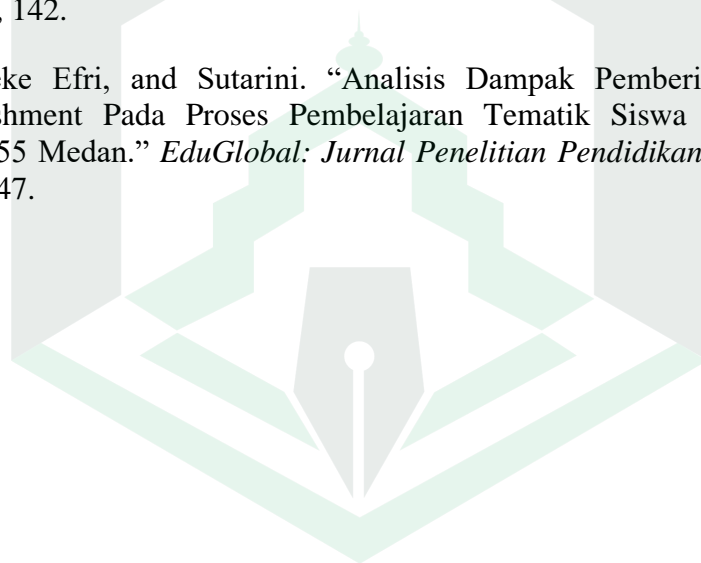 , 142.
eke Efri, and Sutarini. “Analisis Dampak Pemberi
shment Pada Proses Pembelajaran Tematik Siswa
55 Medan.” EduGlobal: Jurnal Penelitian Pendidikan
47.